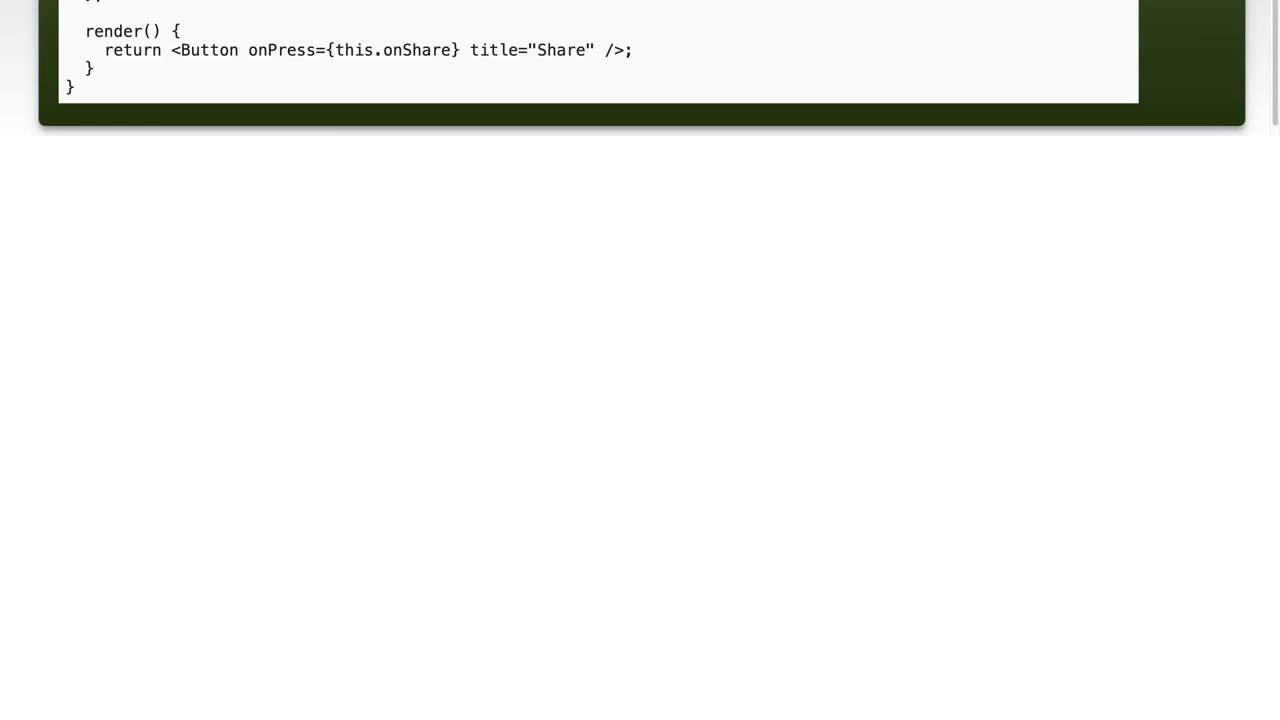 render() {
return <Button onPress={this.onShare} title="Share" />;
}
}